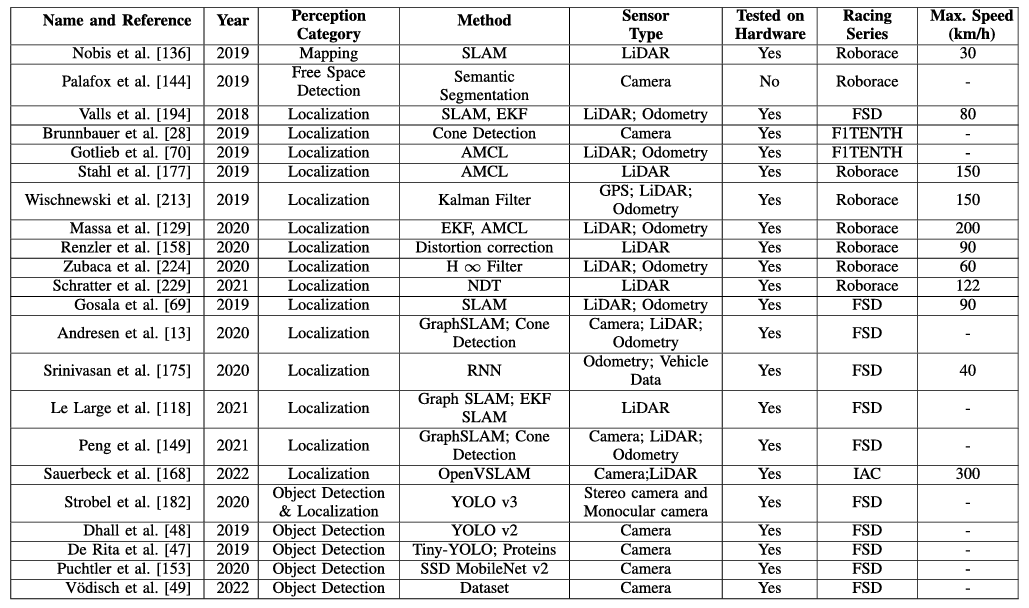 Name and Reference Year Perception Category Method Sensor Type Tested on Hardware Racing Series Max. Speed (km/h)
Nobis et al. [136] 2019 Mapping SLAM LiDAR Yes Roborace 30
Palafox et al. [144] 2019 Free Space Detection Semantic Segmentation Camera No Roborace -
Valls et al. [194] 2018 Localization SLAM, EKF LiDAR; Odometry Yes FSD 80
Brunnbauer et al. [28] 2019 Localization Cone Detection Camera Yes F1TENTH -
Gotlieb et al. [70] 2019 Localization AMCL LiDAR; Odometry Yes F1TENTH -
Stahl et al. [177] 2019 Localization AMCL LiDAR Yes Roborace 150
Wischnewski et al. [213] 2019 Localization Kalman Filter GPS; LiDAR; Odometry Yes Roborace 150
Massa et al. [129] 2020 Localization EKF, AMCL LiDAR; Odometry Yes Roborace 200
Renzler et al. [158] 2020 Localization Distortion correction LiDAR Yes Roborace 90
Zubaca et al. [224] 2020 Localization H ∞ Filter LiDAR; Odometry Yes Roborace 60
Schratter et al. [229] 2021 Localization NDT LiDAR Yes Roborace 122
Gosala et al. [69] 2019 Localization SLAM LiDAR; Odometry Yes FSD 90
Andresen et al. [13] 2020 Localization GraphSLAM; Cone Detection Camera; LiDAR; Odometry Yes FSD -
Srinivasan et al. [175] 2020 Localization RNN Odometry; Vehicle Data Yes FSD 40
Le Large et al. [118] 2021 Localization Graph SLAM; EKF SLAM LiDAR Yes FSD -
Peng et al. [149] 2021 Localization GraphSLAM; Cone Detection Camera; LiDAR; Odometry Yes FSD -
Sauerbeck et al. [168] 2022 Localization OpenVSLAM Camera;LiDAR Yes IAC 300
Strobel et al. [182] 2020 Object Detection & Localization YOLO v3 Stereo camera and Monocular camera Yes FSD -
Dhall et al. [48] 2019 Object Detection YOLO v2 Camera Yes FSD -
De Rita et al. [47] 2019 Object Detection Tiny-YOLO; Proteins Camera Yes FSD -
Puchtler et al. [153] 2020 Object Detection SSD MobileNet v2 Camera Yes FSD -
Vödisch et al. [49] 2022 Object Detection Dataset Camera Yes FSD -